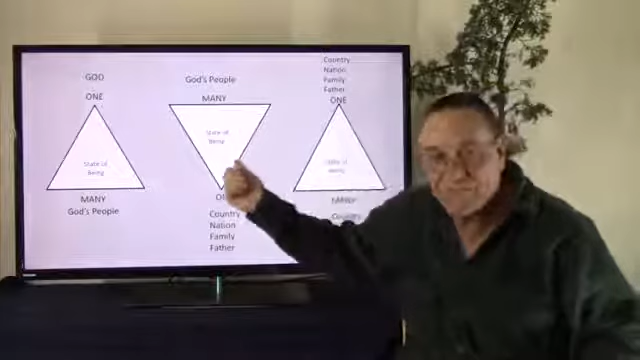 GOD
ONE
State of
Being
MANY
God's People
God's People
MANY
State of
Being
Country
Nation
Family
Father
Country
Nation
Family
Father
ONE
State of
Being
MANY
Country